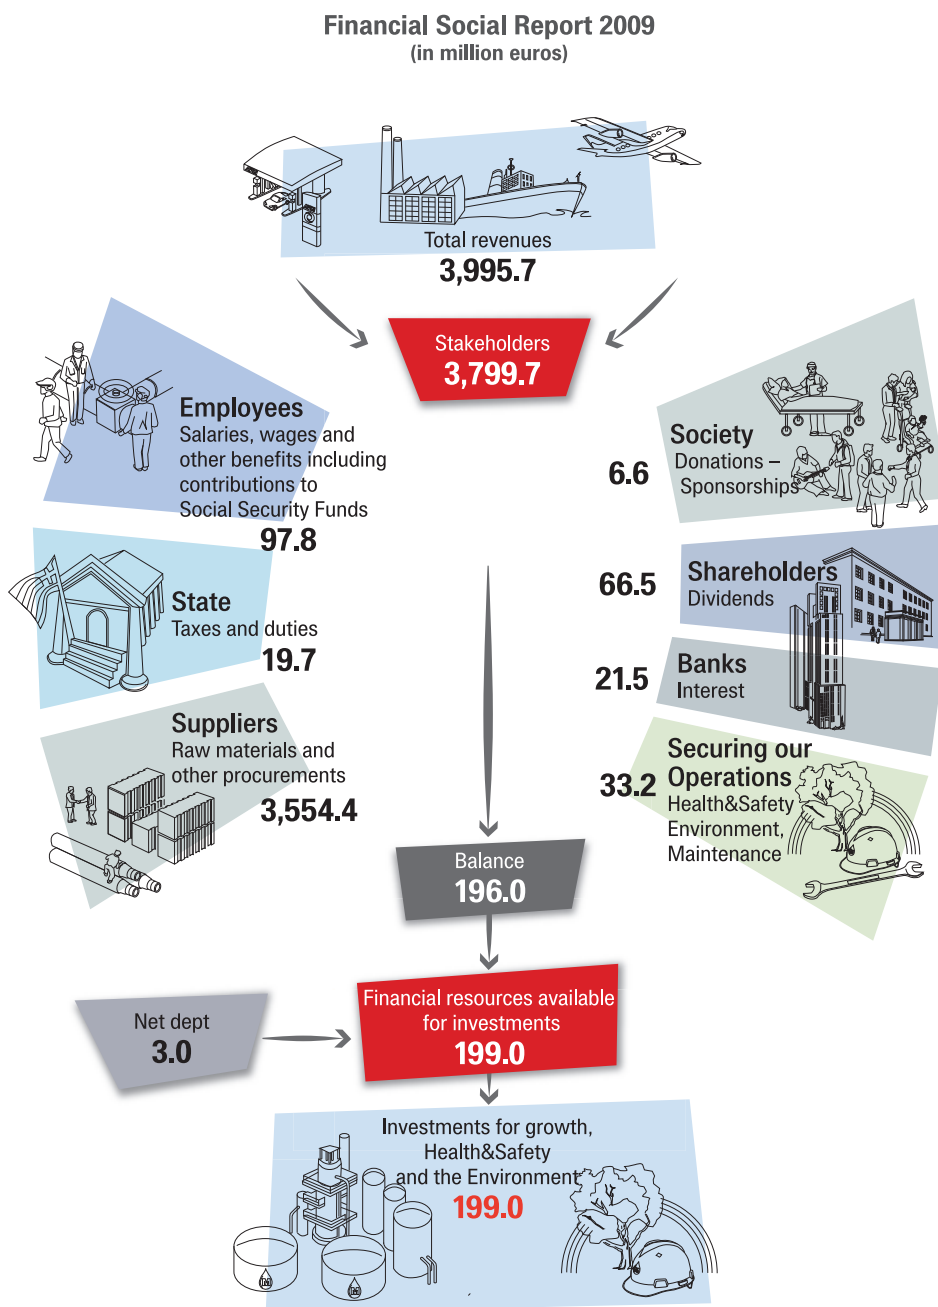 Financial Social Report 2009
(in million euros)
Total revenues
3,995.7
Stakeholders
3,799.7
Employees
Salaries, wages and
other benefits including
contributions to
Social Security Funds
97.8
State
Taxes and duties
19.7
Suppliers
Raw materials and
other procurements
3,554.4
Society
Donations –
Sponsorships
6.6
Shareholders
Dividends
66.5
Banks
Interest
21.5
Securing our
Operations
Health&Safety
Environment,
Maintenance
33.2
Balance
196.0
Net dept
3.0
Financial resources available
for investments
199.0
Investments for growth,
Health&Safety
and the Environment
199.0